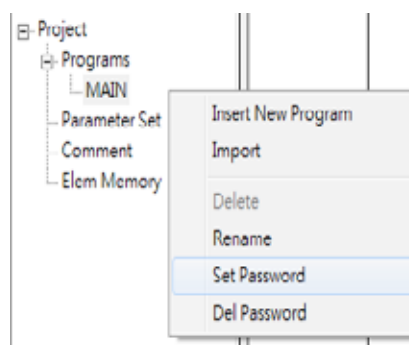 Project
Programs
MAIN
Parameter Set
Comment
Elem Memory
Insert New Program
Import
Delete
Rename
Set Password
Del Password